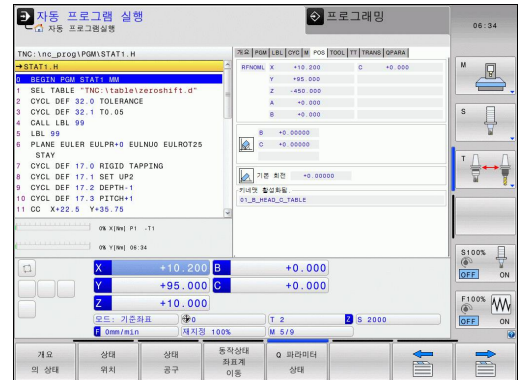 자동 프로그램 실행
자동 프로그램실행
프로그래밍
06:34
TNC:\nc_prog\PGM\STAT1.H
→STAT1.H
0 BEGIN PGM STAT1 MM
1 SEL TABLE "TNC:\table\zeroshift.d"
2 CYCL DEF 32.0 TOLERANCE
3 CYCL DEF 32.1 T0.05
4 CALL LBL 99
5 LBL 99
6 PLANE EULER EULPR+0 EULNU0 EULROT25
STAY
7 CYCL DEF 17.0 RIGID TAPPING
8 CYCL DEF 17.1 SET UP2
9 CYCL DEF 17.2 DEPTH-1
10 CYCL DEF 17.3 PITCH+1
11 CC X+22.5 Y+35.75
0% X[Nm] P1 -T1
0% Y[Nm] 06:34
개요 PGM LBL CYC M POS TOOL TT TRANS QPARA
RFNOML X +10.200 C +0.000
Y +95.000
Z -450.000
A +0.000
B +0.000
B +0.00000
C +0.00000
기본 회전 +0.00000
키네맷 활성화됨.
01_B_HEAD_C_TABLE
M
S
T
S100%
OFF ON
F100%
OFF ON
X +10.200 B +0.000
Y +95.000 C +0.000
Z +10.000
모드: 기준좌표 0 T 2 Z S 2000
F 0mm/min 재지정 100% M 5/9
개요 의 상태
상태 위치
상태 공구
동작상태 좌표계 이동
Q 파라미터 상태